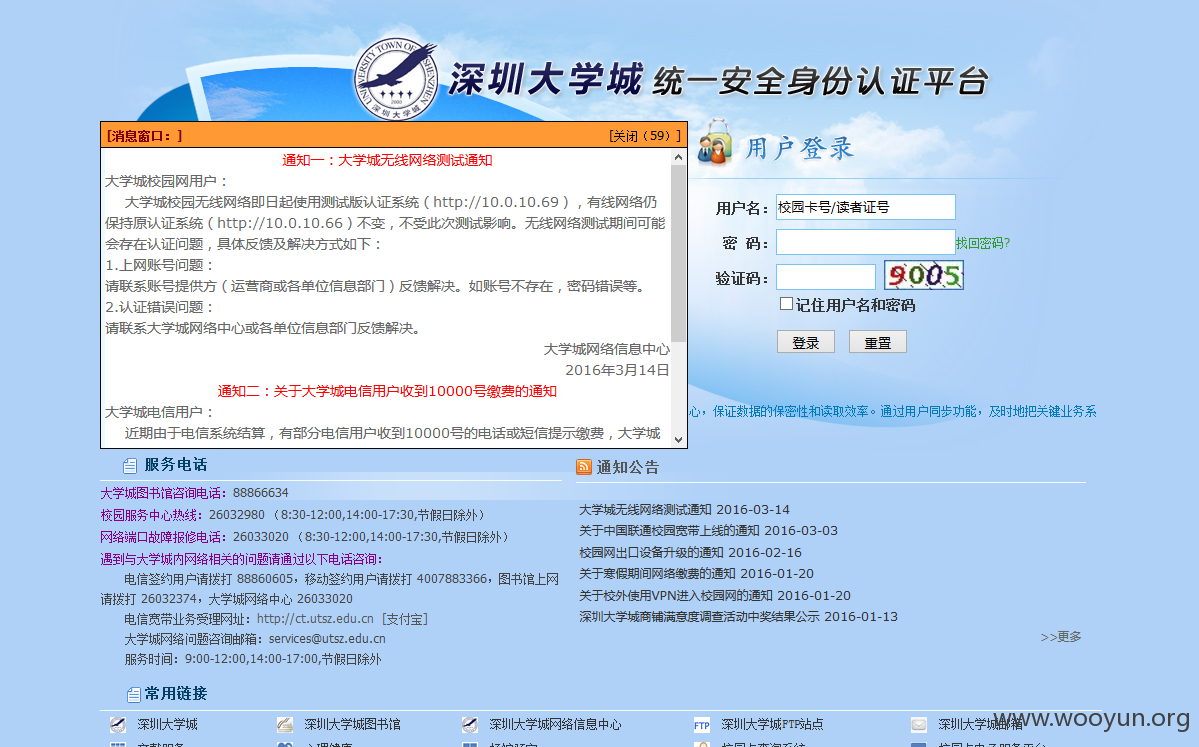 UNIVERSITY TOWN OF SHENZHEN
深圳大学城
深圳大学城 统一安全身份认证平台
[消息窗口：]
[关闭（59）]
通知一：大学城无线网络测试通知
大学城校园网用户：
大学城校园无线网络即日起使用测试版认证系统（http://10.0.10.69），有线网络仍
保持原认证系统（http://10.0.10.66）不变，不受此次测试影响。无线网络测试期间可能
会存在认证问题，具体反馈及解决方式如下：
1.上网账号问题：
请联系账号提供方（运营商或各单位信息部门）反馈解决。如账号不存在，密码错误等。
2.认证错误问题：
请联系大学城网络中心或各单位信息部门反馈解决。
大学城网络信息中心
2016年3月14日
通知二：关于大学城电信用户收到10000号缴费的通知
大学城电信用户：
近期由于电信系统结算，有部分电信用户收到10000号的电话或短信提示缴费，大学城
用户登录
用户名：校园卡号/读者证号
密 码：
找回密码?
验证码：
9005
记住用户名和密码
登录
重置
心，保证数据的保密性和读取效率。通过用户同步功能，及时地把关键业务系
服务电话
大学城图书馆咨询电话：88866634
校园服务中心热线：26032980 （8:30-12:00,14:00-17:30,节假日除外）
网络端口故障报修电话：26033020 （8:30-12:00,14:00-17:30,节假日除外）
遇到与大学城内网络相关的问题请通过以下电话咨询：
电信签约用户请拨打 88860605，移动签约用户请拨打 4007883366，图书馆上网
请拨打 26032374，大学城网络中心 26033020
电信宽带业务受理网址：http://ct.utsz.edu.cn [支付宝]
大学城网络问题咨询邮箱：services@utsz.edu.cn
服务时间：9:00-12:00,14:00-17:00,节假日除外
通知公告
大学城无线网络测试通知 2016-03-14
关于中国联通校园宽带上线的通知 2016-03-03
校园网出口设备升级的通知 2016-02-16
关于寒假期间网络缴费的通知 2016-01-20
关于校外使用VPN进入校园网的通知 2016-01-20
深圳大学城商铺满意度调查活动中奖结果公示 2016-01-13
>>更多
常用链接
深圳大学城
深圳大学城图书馆
深圳大学城网络信息中心
FTP 深圳大学城FTP站点
深圳大学城邮箱
www.wooyun.org